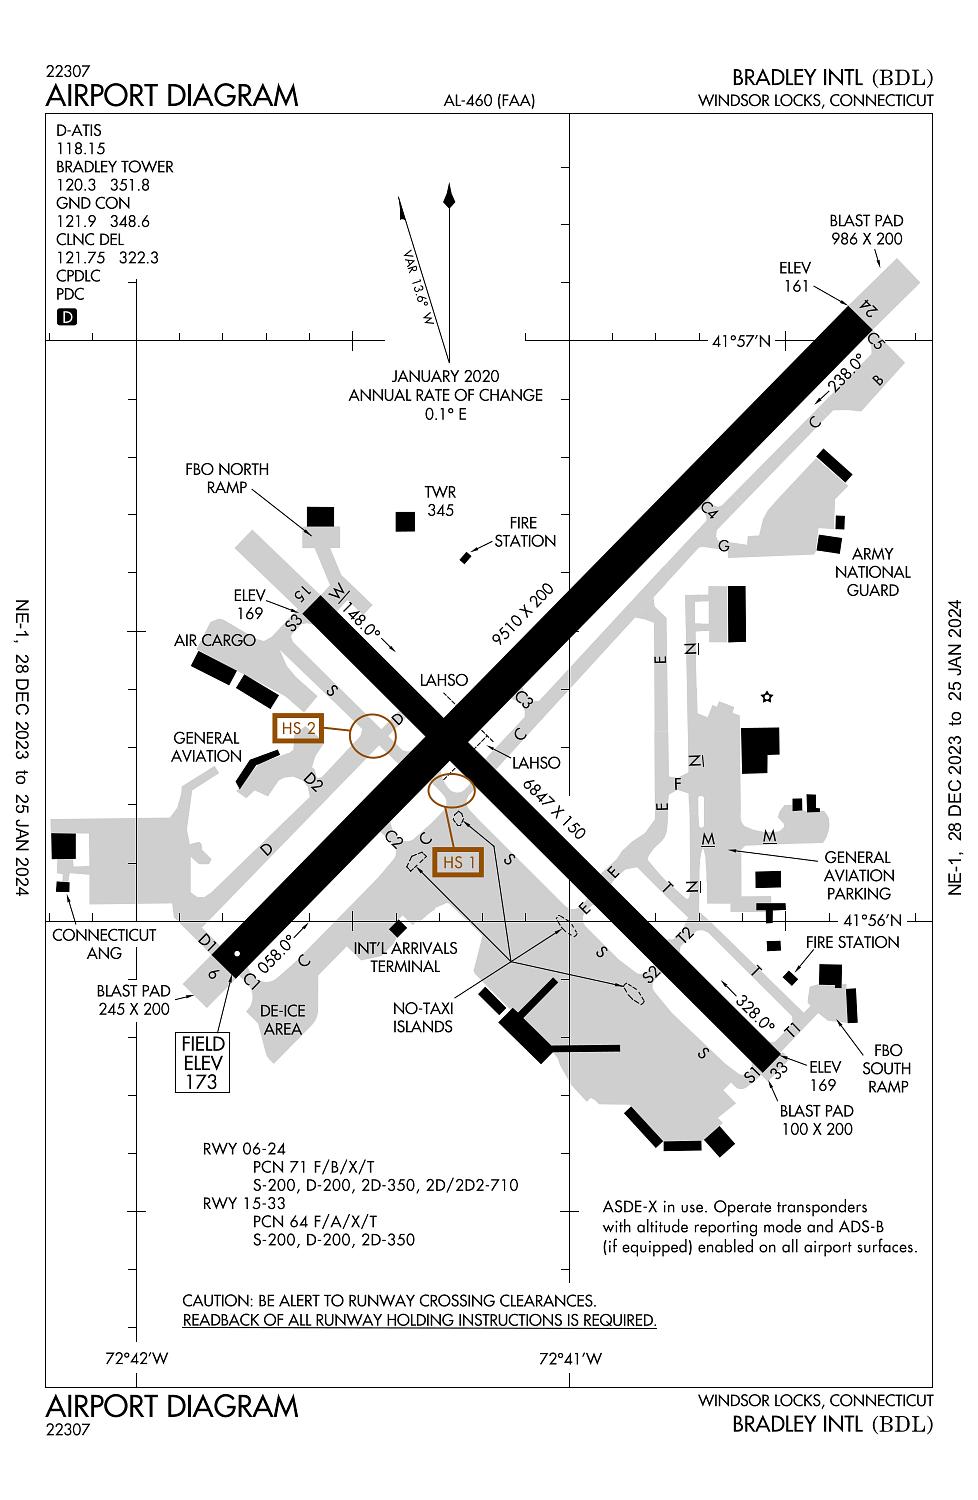 22307
AIRPORT DIAGRAM
AL-460 (FAA)
BRADLEY INTL (BDL)
WINDSOR LOCKS, CONNECTICUT
D-ATIS
118.15
BRADLEY TOWER
120.3 351.8
GND CON
121.9 348.6
CLNC DEL
121.75 322.3
CPDLC
PDC
D
VAR 13.6° W
JANUARY 2020
ANNUAL RATE OF CHANGE
0.1° E
BLAST PAD
986 X 200
ELEV
161
24
C5
41°57'N
238.0°
B
C
FBO NORTH
RAMP
TWR
345
FIRE
STATION
C4
G
ARMY
NATIONAL
GUARD
ELEV
169
15
W
S3
148.0°
9510 X 200
AIR CARGO
S
LAHSO
E
N
C3
C
D
HS 2
GENERAL
AVIATION
LAHSO
D2
6847 X 150
N
F
E
D
C2
C
HS 1
S
M
M
GENERAL
AVIATION
PARKING
E
T
N
E
41°56'N
CONNECTICUT
ANG
D1
6
C1
058.0°
C
INT'L ARRIVALS
TERMINAL
S
T2
S2
T
FIRE STATION
BLAST PAD
245 X 200
DE-ICE
AREA
NO-TAXI
ISLANDS
328.0°
T1
FIELD
ELEV
173
S
S1
33
ELEV
169
FBO
SOUTH
RAMP
BLAST PAD
100 X 200
RWY 06-24
PCN 71 F/B/X/T
S-200, D-200, 2D-350, 2D/2D2-710
RWY 15-33
PCN 64 F/A/X/T
S-200, D-200, 2D-350
ASDE-X in use. Operate transponders
with altitude reporting mode and ADS-B
(if equipped) enabled on all airport surfaces.
CAUTION: BE ALERT TO RUNWAY CROSSING CLEARANCES.
READBACK OF ALL RUNWAY HOLDING INSTRUCTIONS IS REQUIRED.
72°42'W
72°41'W
AIRPORT DIAGRAM
22307
WINDSOR LOCKS, CONNECTICUT
BRADLEY INTL (BDL)
NE-1, 28 DEC 2023 to 25 JAN 2024
NE-1, 28 DEC 2023 to 25 JAN 2024